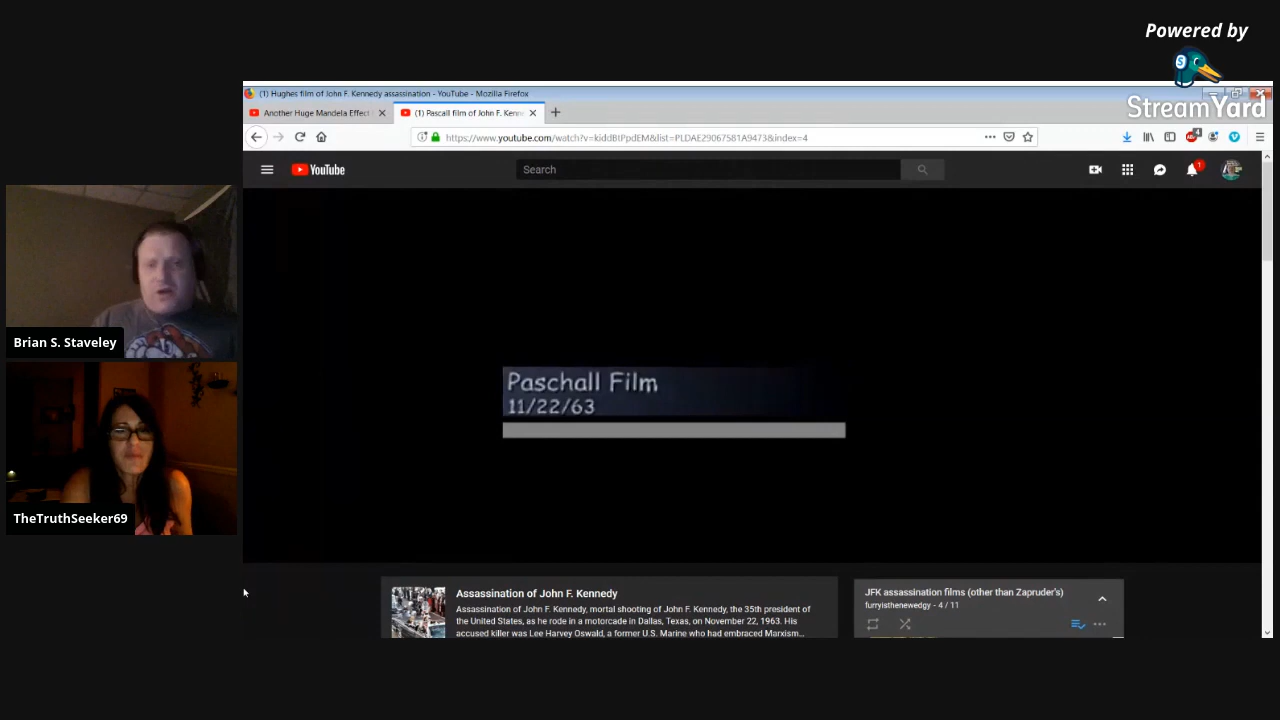 Powered by
StreamYard
(1) Hughes film of John F. Kennedy assassination - YouTube - Mozilla Firefox
Another Huge Mandela Effect
(1) Pascall film of John F. Kenne
https://www.youtube.com/watch?v=kiddBtPpdEM&list=PLDAE29067581A9473&index=4
4
YouTube
Search
1
Paschall Film
11/22/63
Brian S. Staveley
TheTruthSeeker69
Assassination of John F. Kennedy
Assassination of John F. Kennedy, mortal shooting of John F. Kennedy, the 35th president of
the United States, as he rode in a motorcade in Dallas, Texas, on November 22, 1963. His
accused killer was Lee Harvey Oswald, a former U.S. Marine who had embraced Marxism...
JFK assassination films (other than Zapruder's)
furryisthenewedgy - 4 / 11